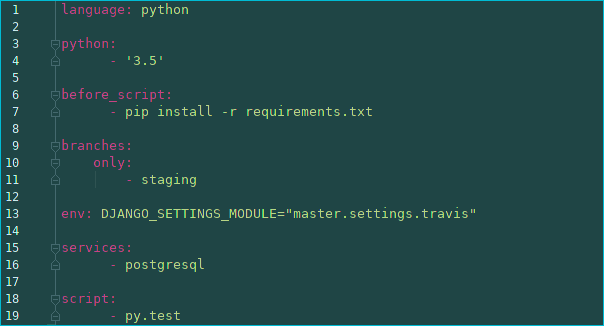 1 language: python
2
3 python:
4 - '3.5'
5
6 before_script:
7 - pip install -r requirements.txt
8
9 branches:
10 only:
11 - staging
12
13 env: DJANGO_SETTINGS_MODULE="master.settings.travis"
14
15 services:
16 - postgresql
17
18 script:
19 - py.test